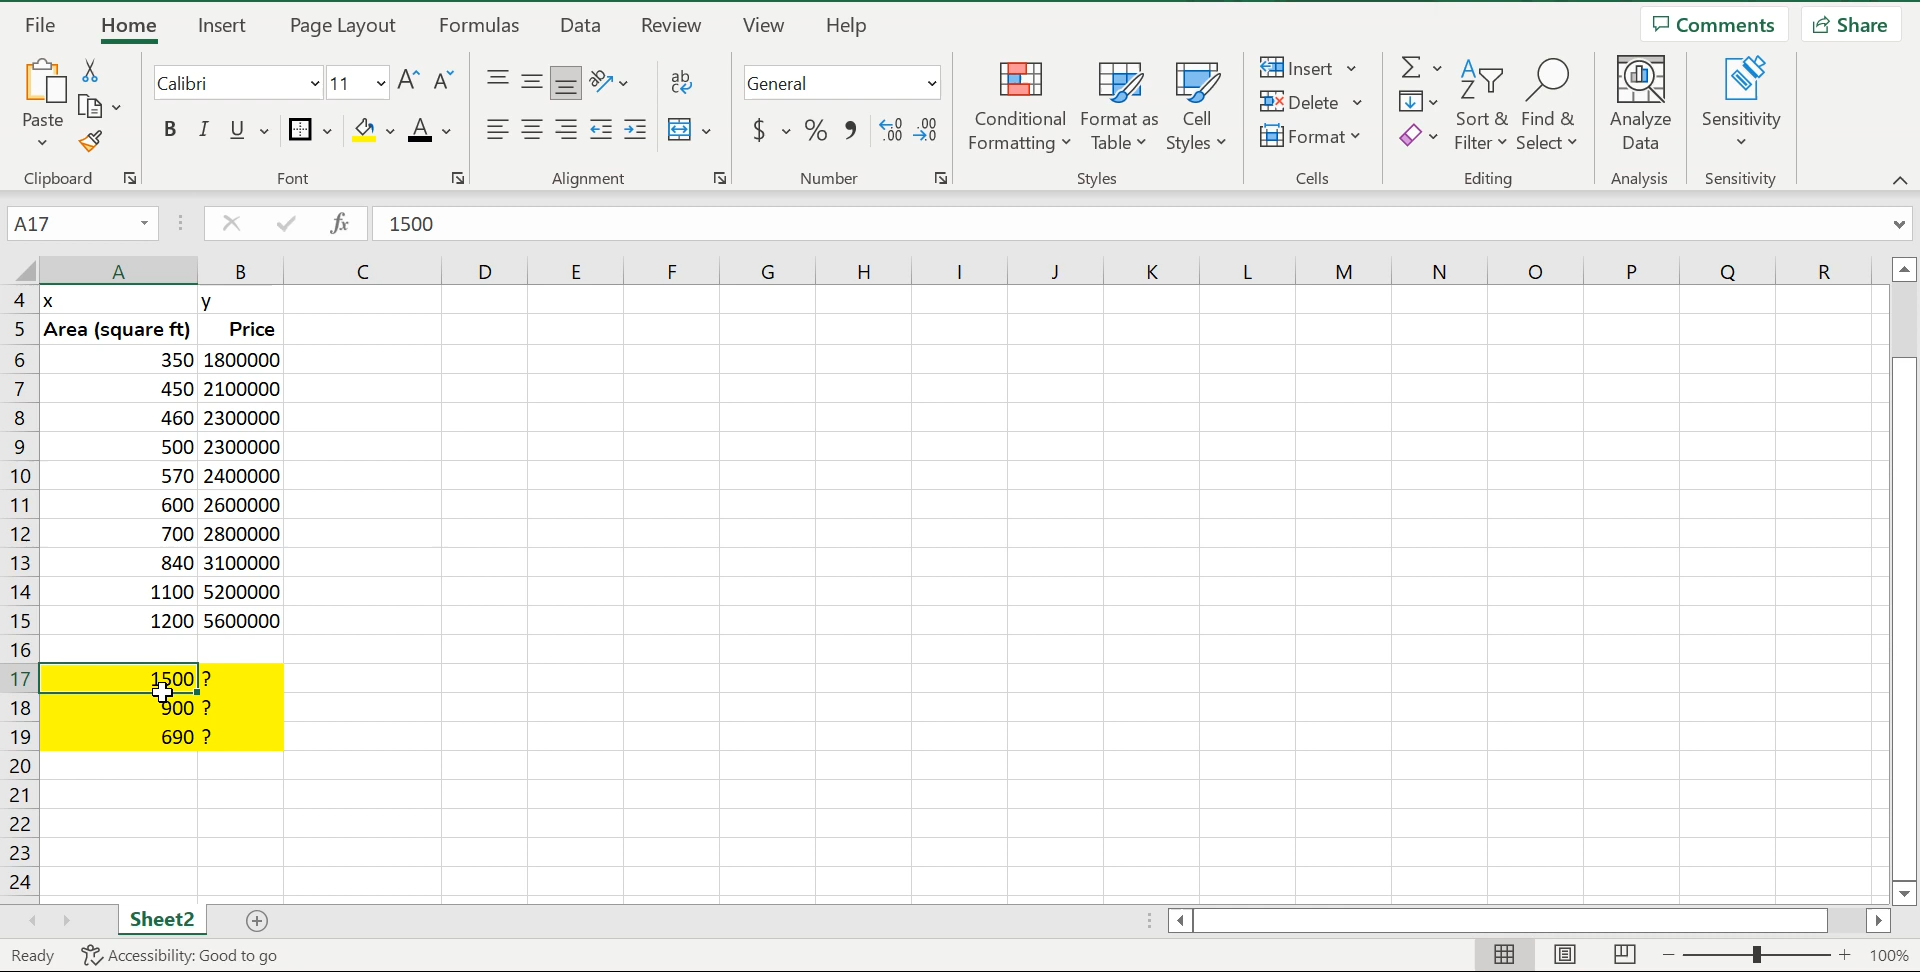 File Home Insert Page Layout Formulas Data Review View Help Comments Share
Calibri 11 General
Paste
B I U
Conditional Formatting
Format as Table
Cell Styles
Insert
Delete
Format
Sort & Filter
Find & Select
Analyze Data
Sensitivity
Clipboard Font Alignment Number Styles Cells Editing Analysis Sensitivity
A17 fx 1500
A B C D E F G H I J K L M N O P Q R
4 x y
5 Area (square ft) Price
6 350 1800000
7 450 2100000
8 460 2300000
9 500 2300000
10 570 2400000
11 600 2600000
12 700 2800000
13 840 3100000
14 1100 5200000
15 1200 5600000
16
17 1500 ?
18 900 ?
19 690 ?
20
21
22
23
24
Sheet2
Ready Accessibility: Good to go 100%